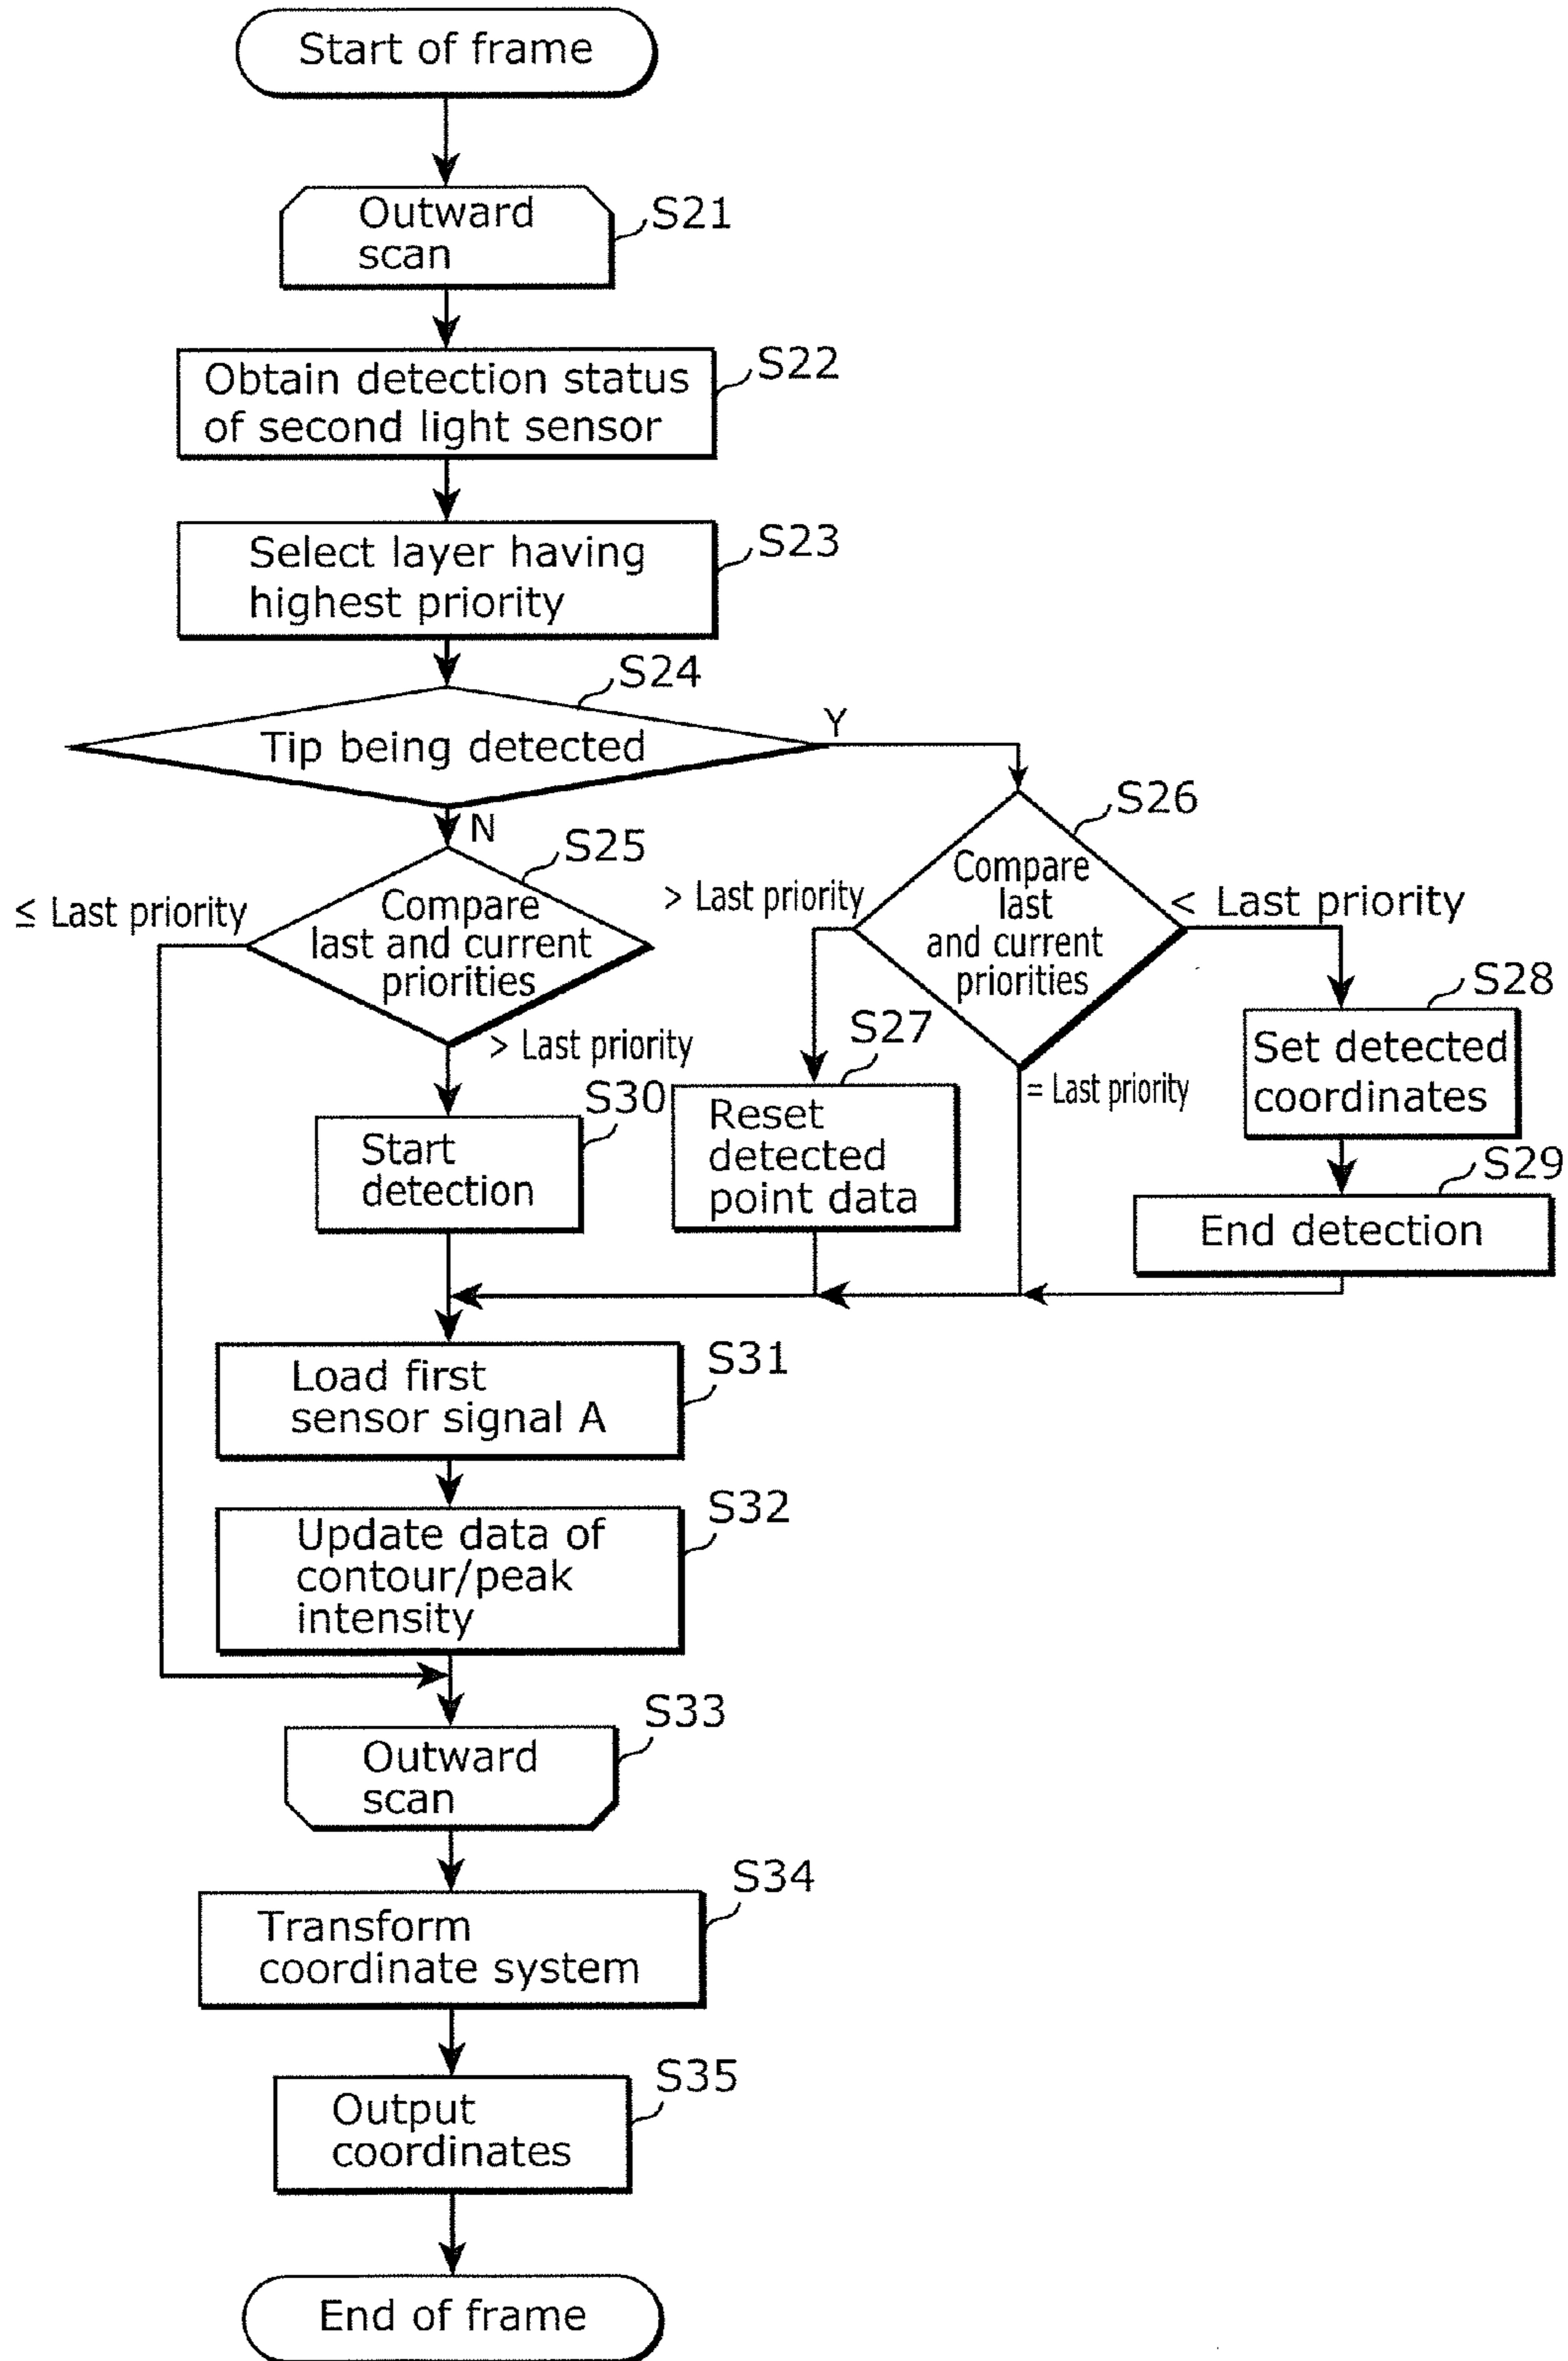 Start of frame
Outward
scan
S21
Obtain detection status
of second light sensor
S22
Select layer having
highest priority
S23
S24
Tip being detected
Y
N
S25
Compare
last and current
priorities
≤ Last priority
> Last priority
S26
Compare
last
and current
priorities
> Last priority
< Last priority
= Last priority
S27
Reset
detected
point data
S28
Set detected
coordinates
S29
End detection
S30
Start
detection
S31
Load first
sensor signal A
S32
Update data of
contour/peak
intensity
S33
Outward
scan
S34
Transform
coordinate system
S35
Output
coordinates
End of frame